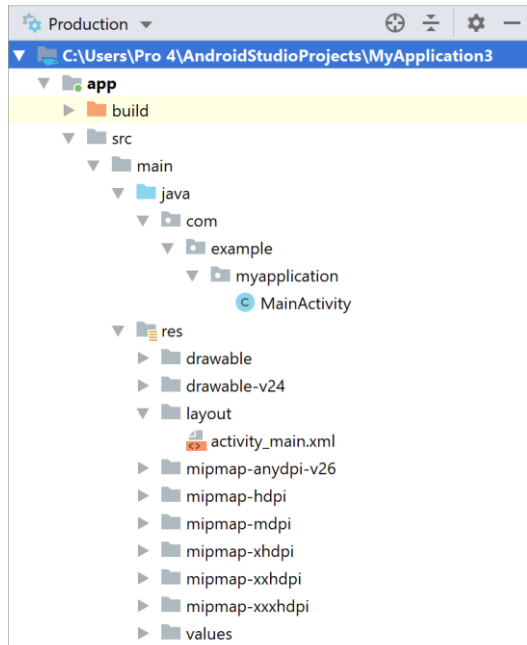 Production
C:\Users\Pro 4\AndroidStudioProjects\MyApplication3
app
build
src
main
java
com
example
myapplication
C MainActivity
res
drawable
drawable-v24
layout
activity_main.xml
mipmap-anydpi-v26
mipmap-hdpi
mipmap-mdpi
mipmap-xhdpi
mipmap-xxhdpi
mipmap-xxxhdpi
values